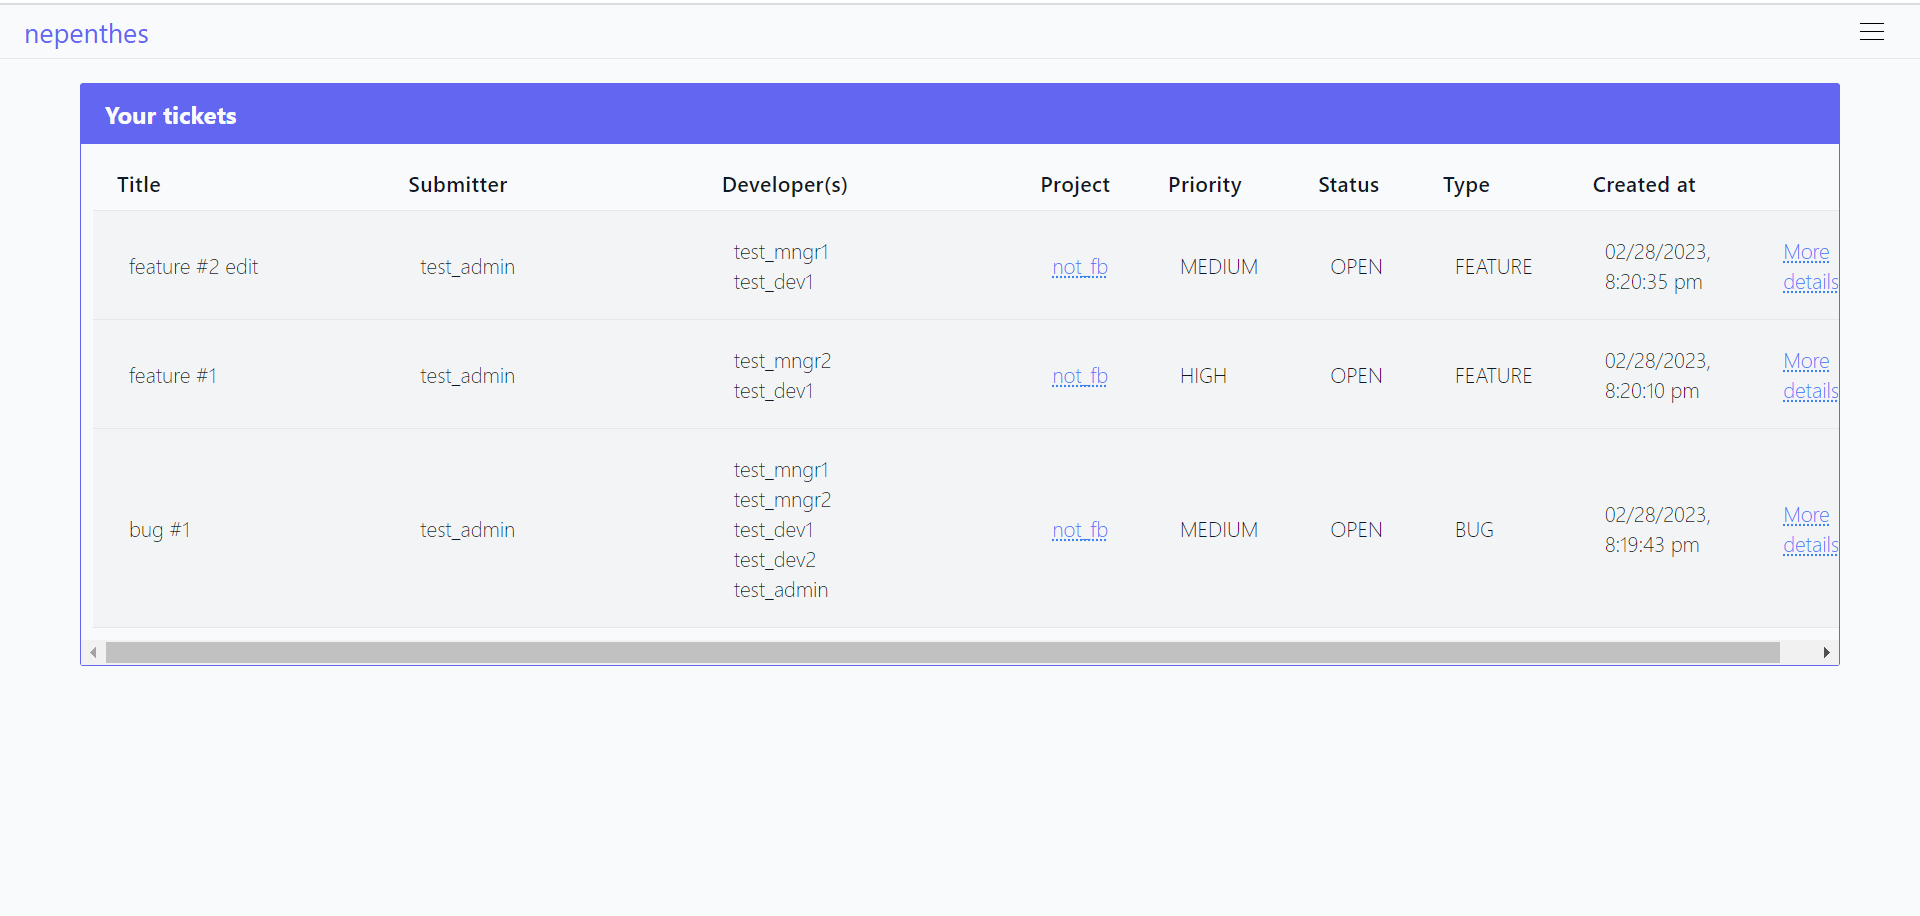 nepenthes
Your tickets
Title Submitter Developer(s) Project Priority Status Type Created at
feature #2 edit test_admin test_mngr1 not_fb MEDIUM OPEN FEATURE 02/28/2023, More
test_dev1 8:20:35 pm details
feature #1 test_admin test_mngr2 not_fb HIGH OPEN FEATURE 02/28/2023, More
test_dev1 8:20:10 pm details
bug #1 test_admin test_mngr1 not_fb MEDIUM OPEN BUG 02/28/2023, More
test_mngr2 8:19:43 pm details
test_dev1
test_dev2
test_admin